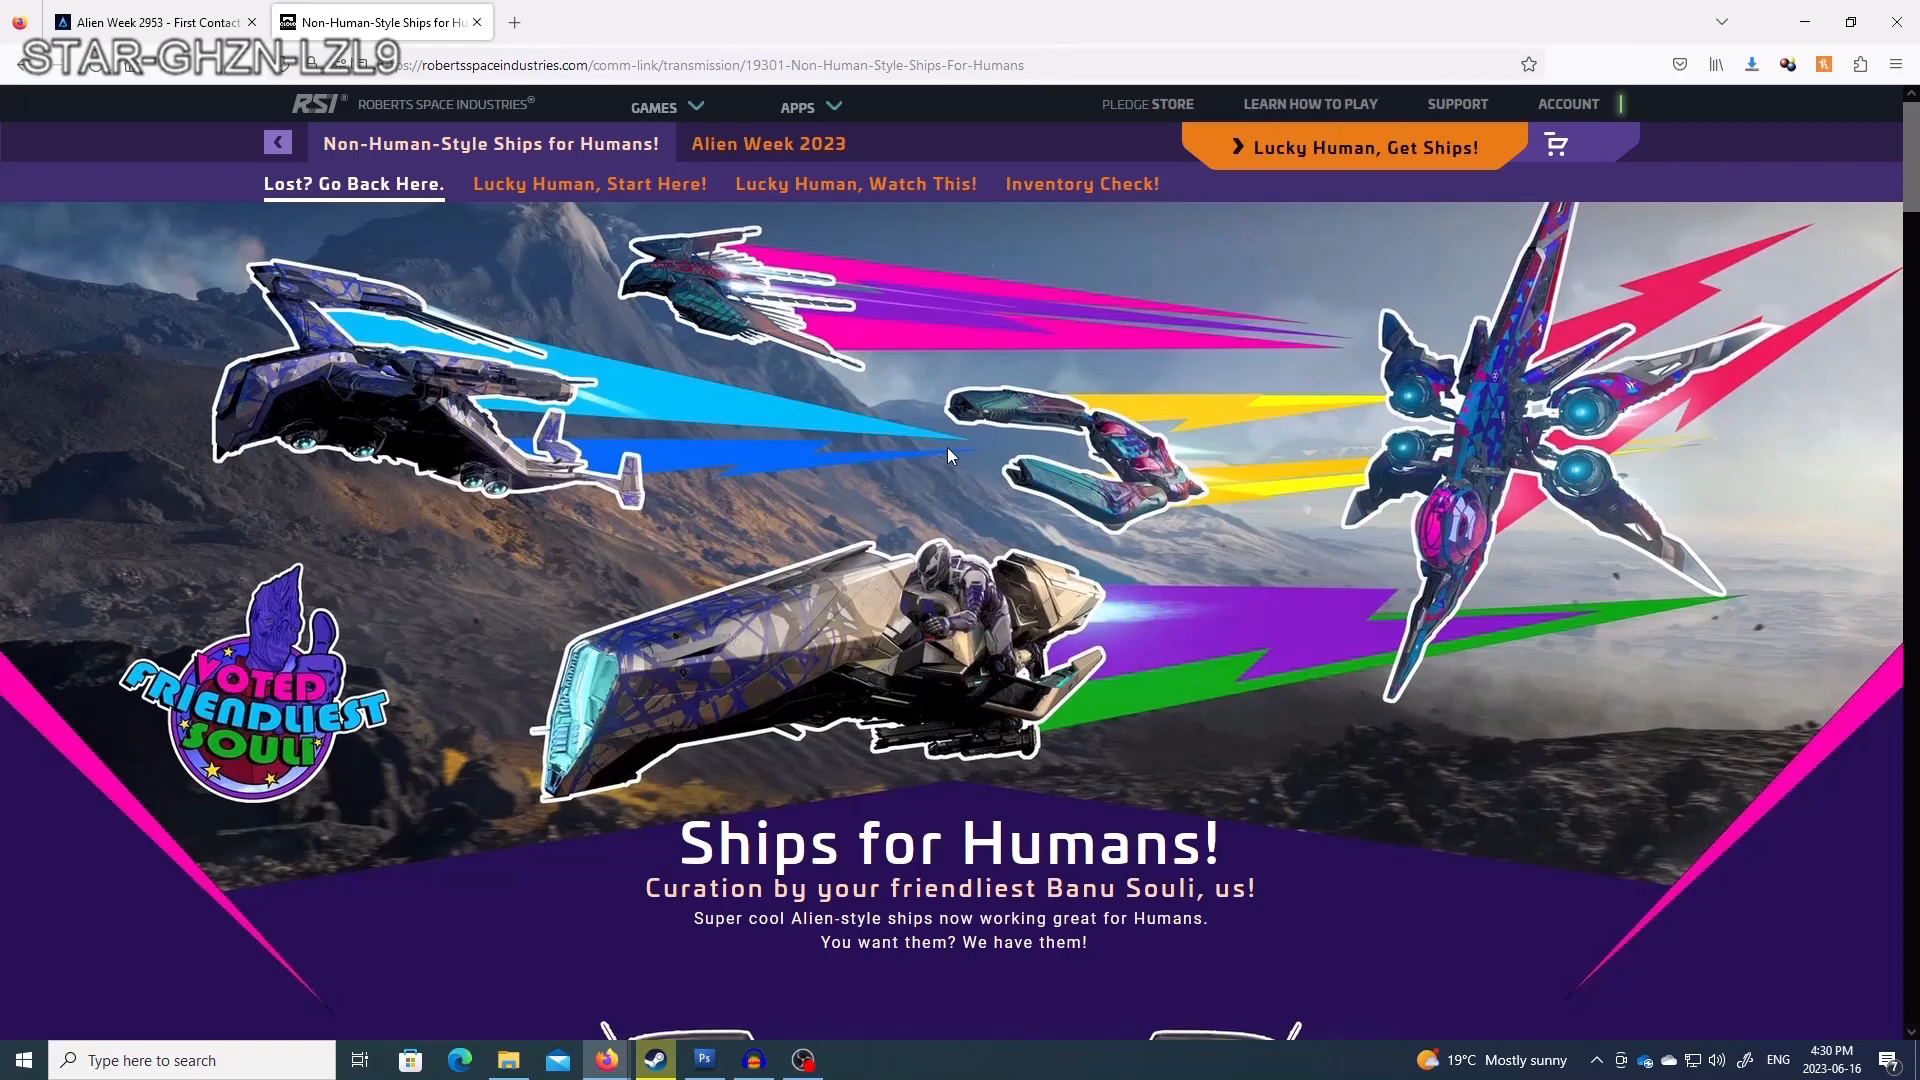 Alien Week 2953 - First Contact
Non-Human-Style Ships for Hu
STAR-GHZN-LZL9
robertsspaceindustries.com/comm-link/transmission/19301-Non-Human-Style-Ships-For-Humans
RSI ® ROBERTS SPACE INDUSTRIES®
GAMES
APPS
PLEDGE STORE
LEARN HOW TO PLAY
SUPPORT
ACCOUNT
Non-Human-Style Ships for Humans!
Alien Week 2023
Lucky Human, Get Ships!
Lost? Go Back Here.
Lucky Human, Start Here!
Lucky Human, Watch This!
Inventory Check!
VOTED
FRIENDLIEST
SOULI
Ships for Humans!
Curation by your friendliest Banu Souli, us!
Super cool Alien-style ships now working great for Humans.
You want them? We have them!
Type here to search
Ps
19°C Mostly sunny
ENG
4:30 PM
2023-06-16
7